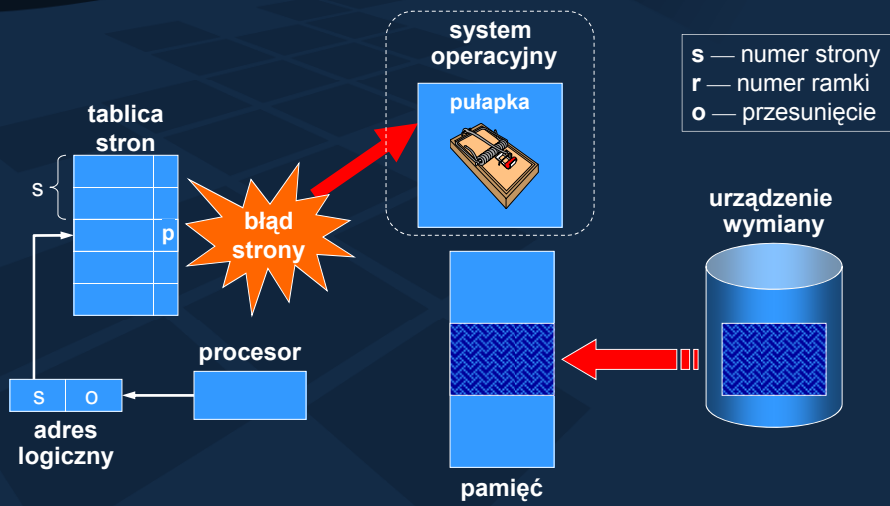 system
operacyjny
pułapka
s — numer strony
r — numer ramki
o — przesunięcie
tablica
stron
s
p
błąd
strony
urządzenie
wymiany
procesor
s o
adres
logiczny
pamięć